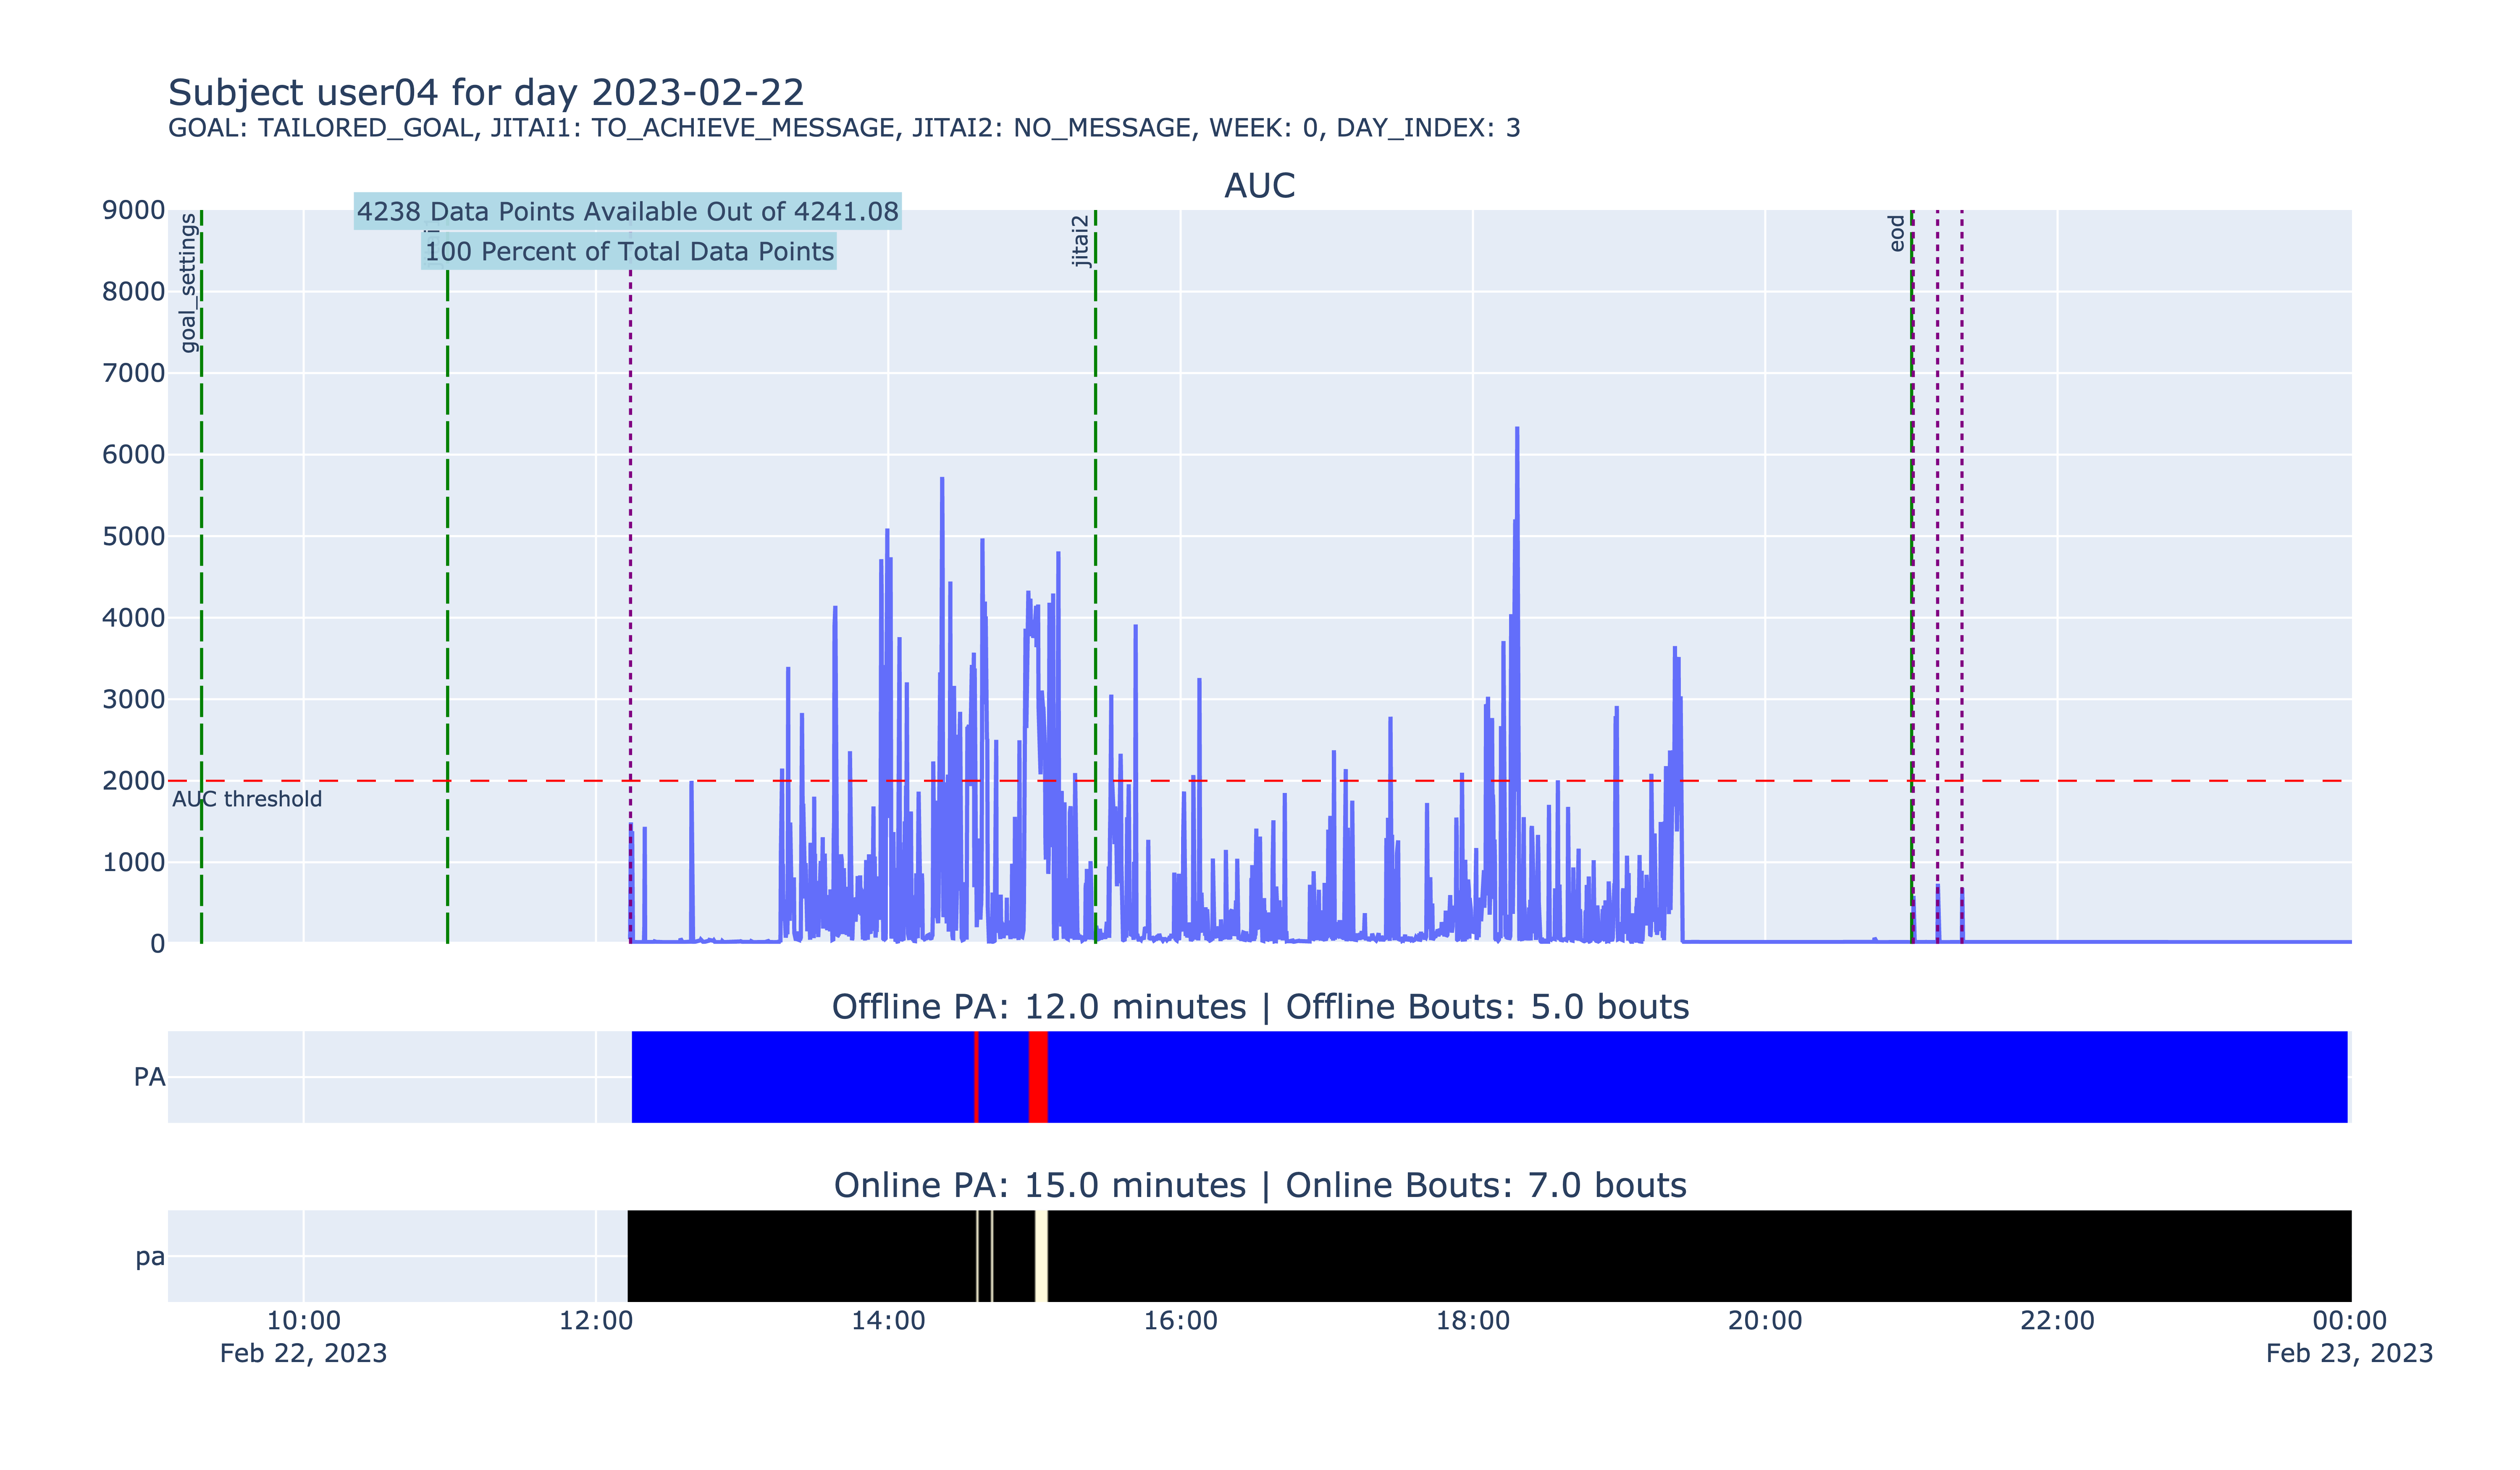 Subject user04 for day 2023-02-22
GOAL: TAILORED_GOAL, JITAI1: TO_ACHIEVE_MESSAGE, JITAI2: NO_MESSAGE, WEEK: 0, DAY_INDEX: 3
AUC
4238 Data Points Available Out of 4241.08
100 Percent of Total Data Points
goal_settings
jitai2
eod
9000
8000
7000
6000
5000
4000
3000
2000
AUC threshold
1000
0
Offline PA: 12.0 minutes | Offline Bouts: 5.0 bouts
PA
Online PA: 15.0 minutes | Online Bouts: 7.0 bouts
pa
10:00 12:00 14:00 16:00 18:00 20:00 22:00 00:00
Feb 22, 2023 Feb 23, 2023